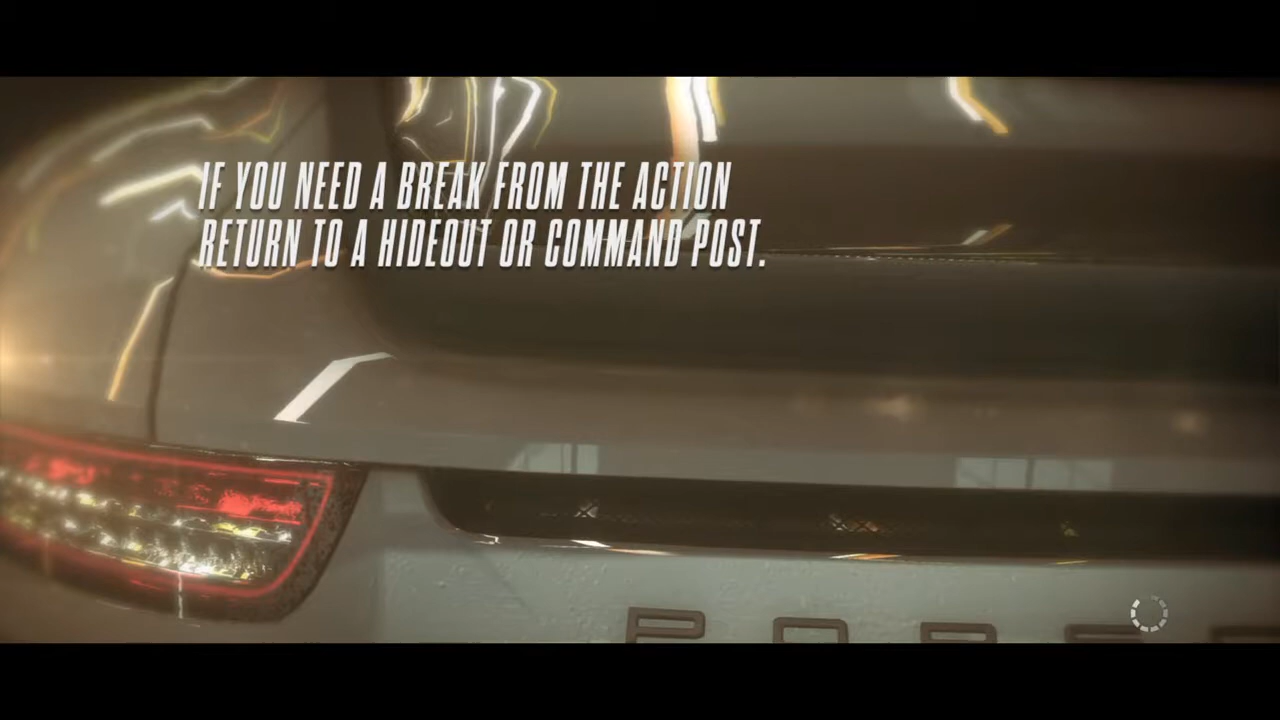 IF YOU NEED A BREAK FROM THE ACTION
RETURN TO A HIDEOUT OR COMMAND POST.